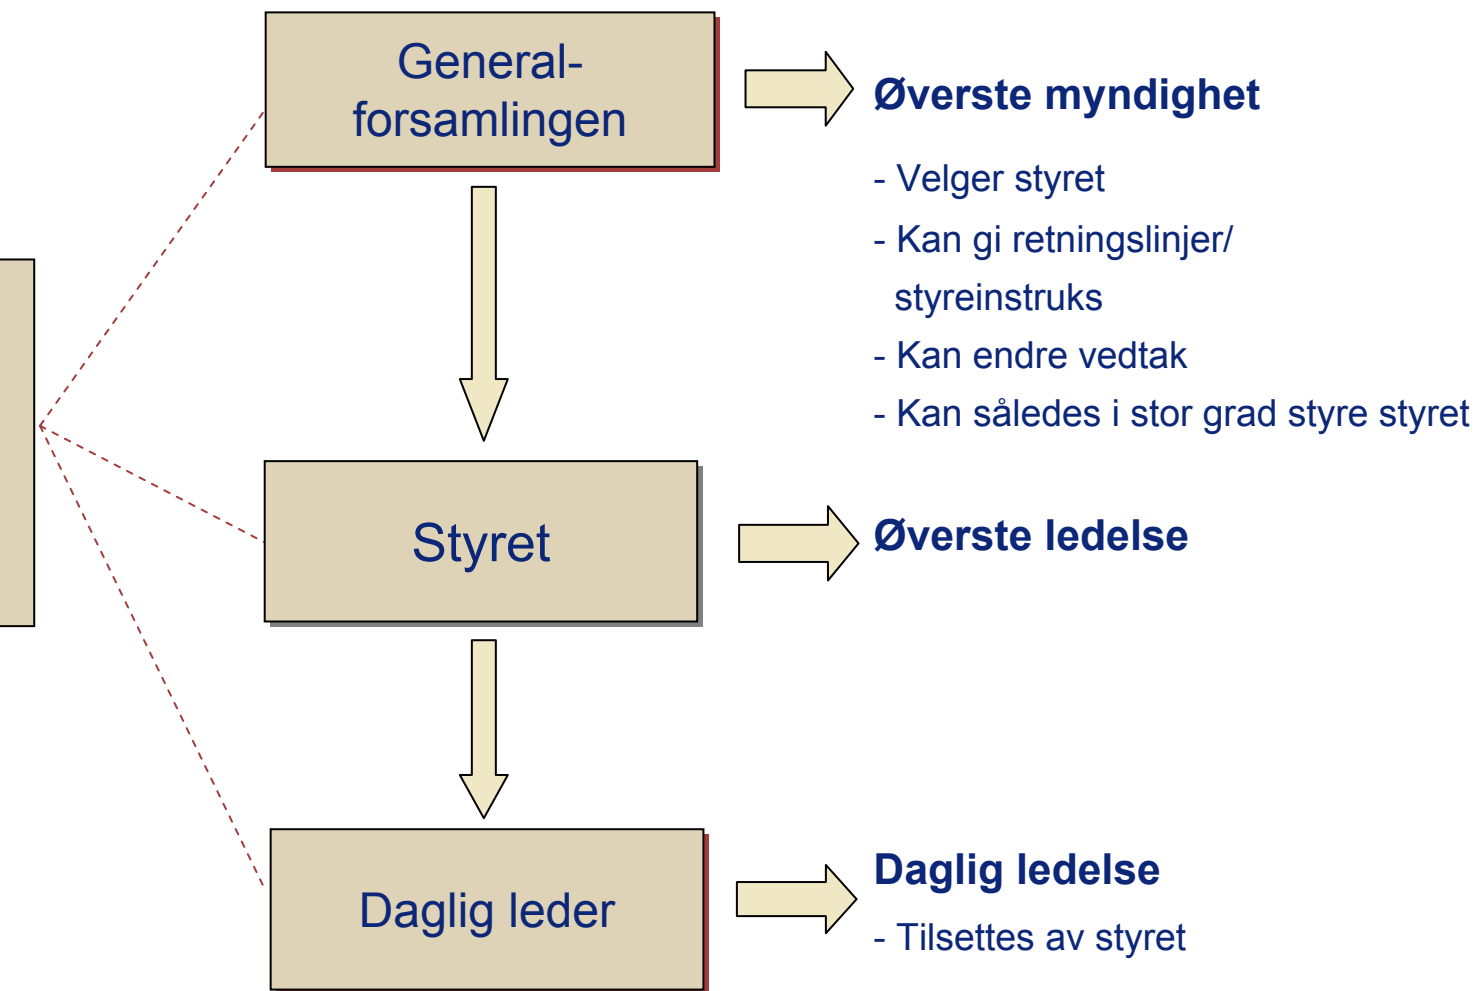 General-
forsamlingen
Øverste myndighet
- Velger styret
- Kan gi retningslinjer/
styreinstruks
- Kan endre vedtak
- Kan således i stor grad styre styret
Styret
Øverste ledelse
Daglig leder
Daglig ledelse
- Tilsettes av styret